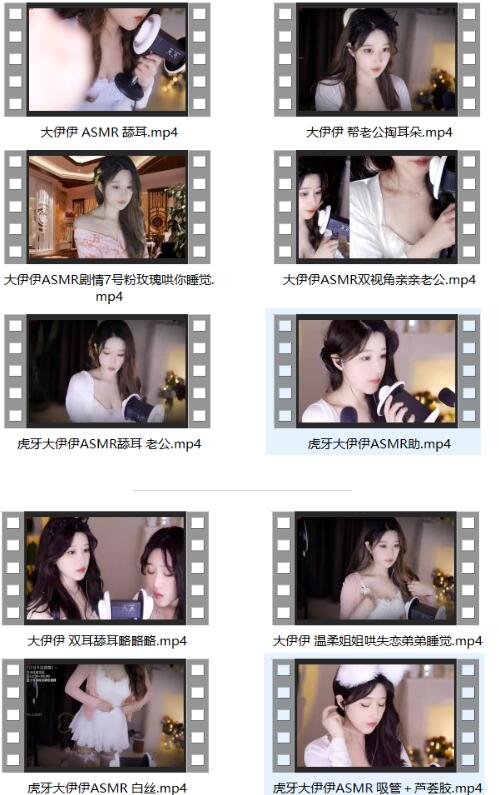 大伊伊 ASMR 舔耳.mp4
大伊伊 帮老公掏耳朵.mp4
大伊伊ASMR剧情7号粉玫瑰哄你睡觉.
mp4
大伊伊ASMR双视角亲亲老公.mp4
虎牙大伊伊ASMR舔耳 老公.mp4
虎牙大伊伊ASMR助.mp4
大伊伊 双耳舔耳略略略.mp4
大伊伊 温柔姐姐哄失恋弟弟睡觉.mp4
虎牙大伊伊ASMR 白丝.mp4
虎牙大伊伊ASMR 吸管＋芦荟胶.mp4